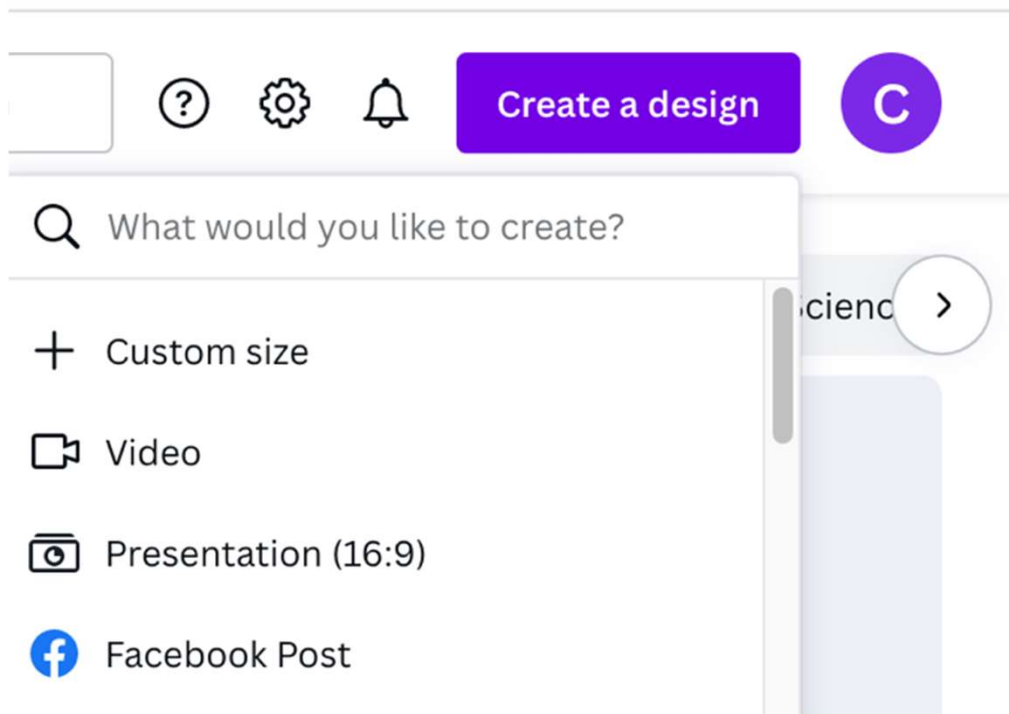 Create a design
C
What would you like to create?
Custom size
Video
Presentation (16:9)
Facebook Post